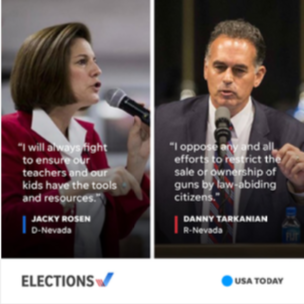 "I will always fight
to ensure our
teachers and our
kids have the tools
and resources."
JACKY ROSEN
D-Nevada
"I oppose any and all
efforts to restrict the
sale or ownership of
guns by law-abiding
citizens."
DANNY TARKANIAN
R-Nevada
ELECTIONS
USA TODAY